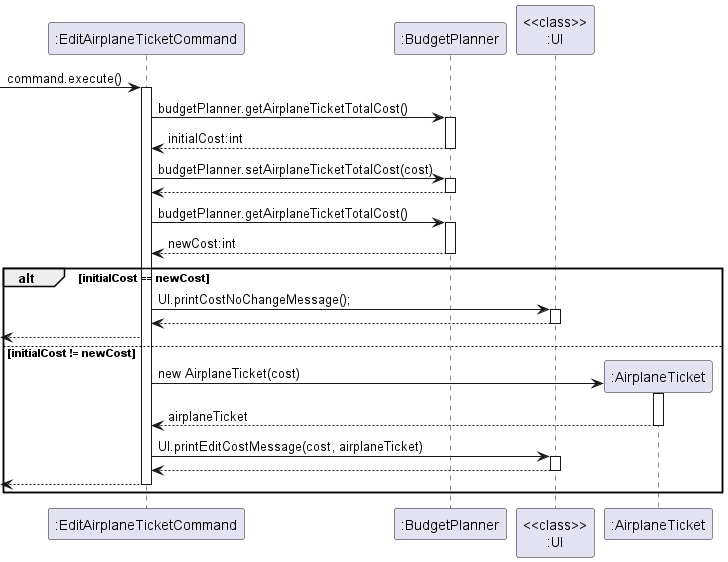 <<class>>
:EditAirplaneTicketCommand
:BudgetPlanner
:UI
command.execute()
budgetPlanner.getAirplaneTicketTotalCost()
initialCost:int
budgetPlanner.setAirplaneTicketTotalCost(cost)
budgetPlanner.getAirplaneTicketTotalCost()
newCost:int
alt
[initialCost == newCost]
UI.printCostNoChangeMessage();
[initialCost != newCost]
new AirplaneTicket(cost)
:AirplaneTicket
airplaneTicket
UI.printEditCostMessage(cost, airplaneTicket)
:EditAirplaneTicketCommand
:BudgetPlanner
<<class>>
:UI
:AirplaneTicket